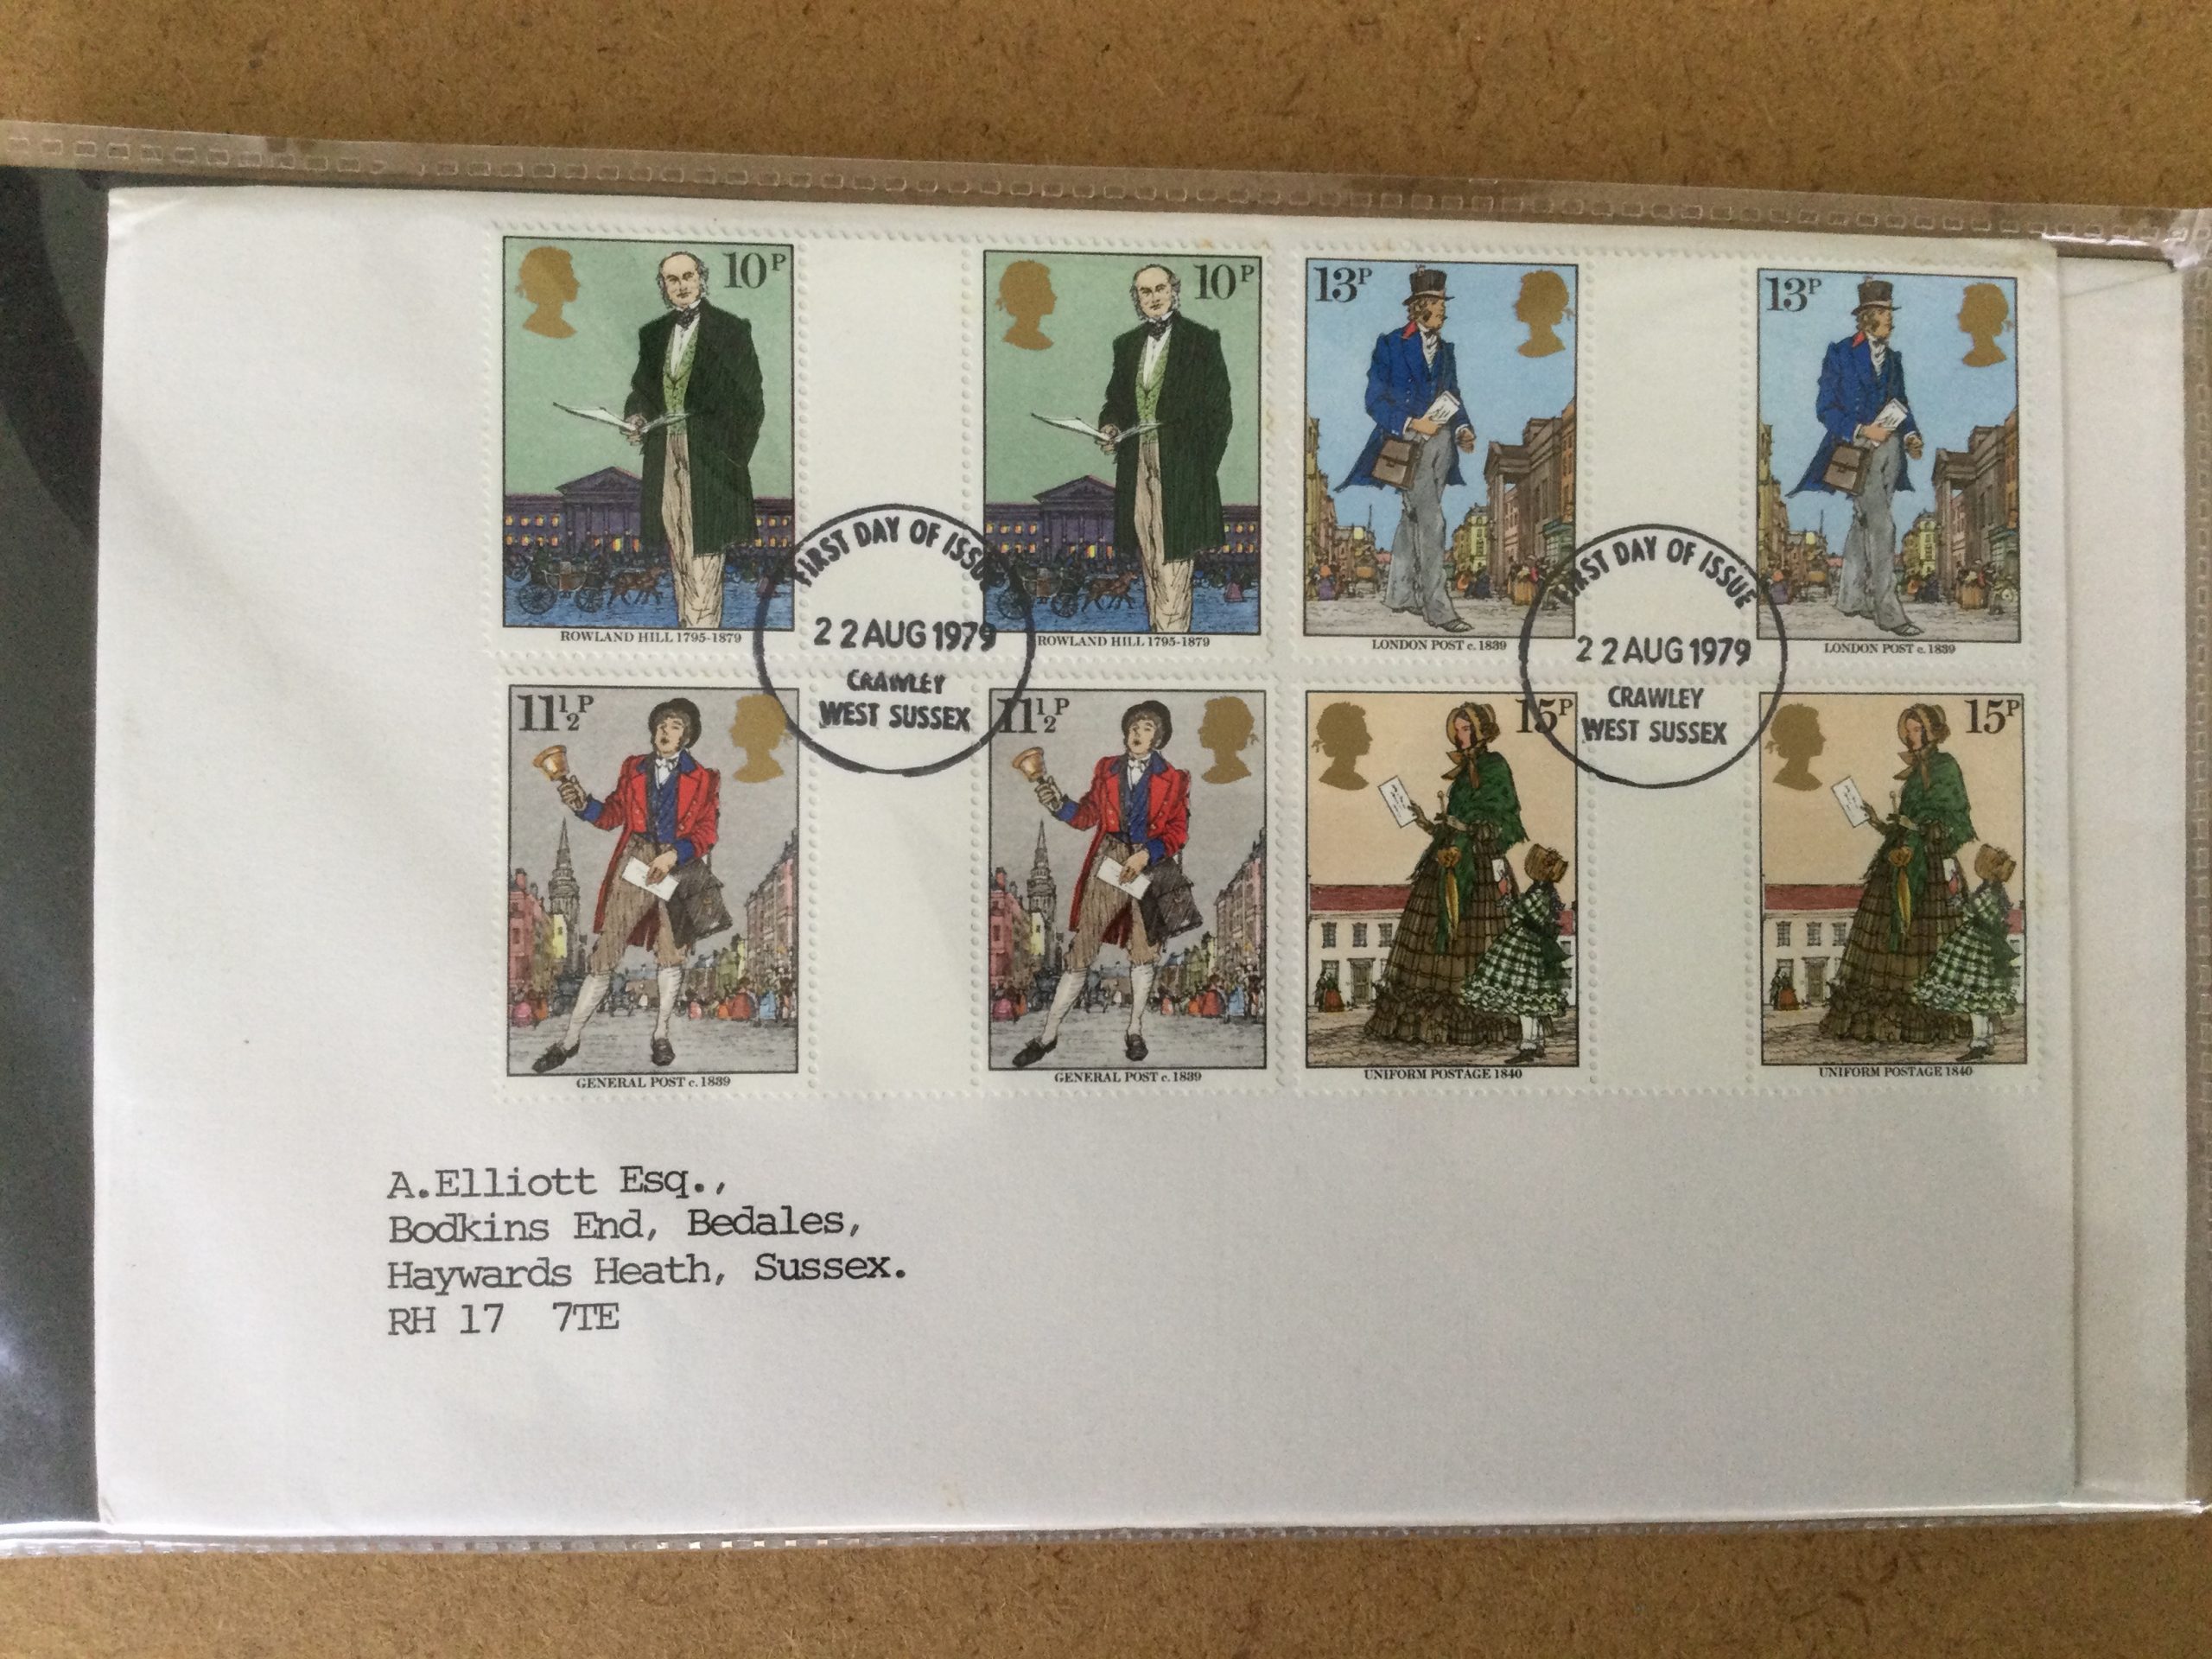 10P
10P
13P
13P
ROWLAND HILL 1795-1879
ROWLAND HILL 1795-1879
LONDON POST c. 1839
LONDON POST c. 1839
FIRST DAY OF ISSUE
22 AUG 1979
CRAWLEY
WEST SUSSEX
FIRST DAY OF ISSUE
22 AUG 1979
CRAWLEY
WEST SUSSEX
11½P
11½P
15P
15P
GENERAL POST c. 1839
GENERAL POST c. 1839
UNIFORM POSTAGE 1840
UNIFORM POSTAGE 1840
A.Elliott Esq.,
Bodkins End, Bedales,
Haywards Heath, Sussex.
RH 17 7TE